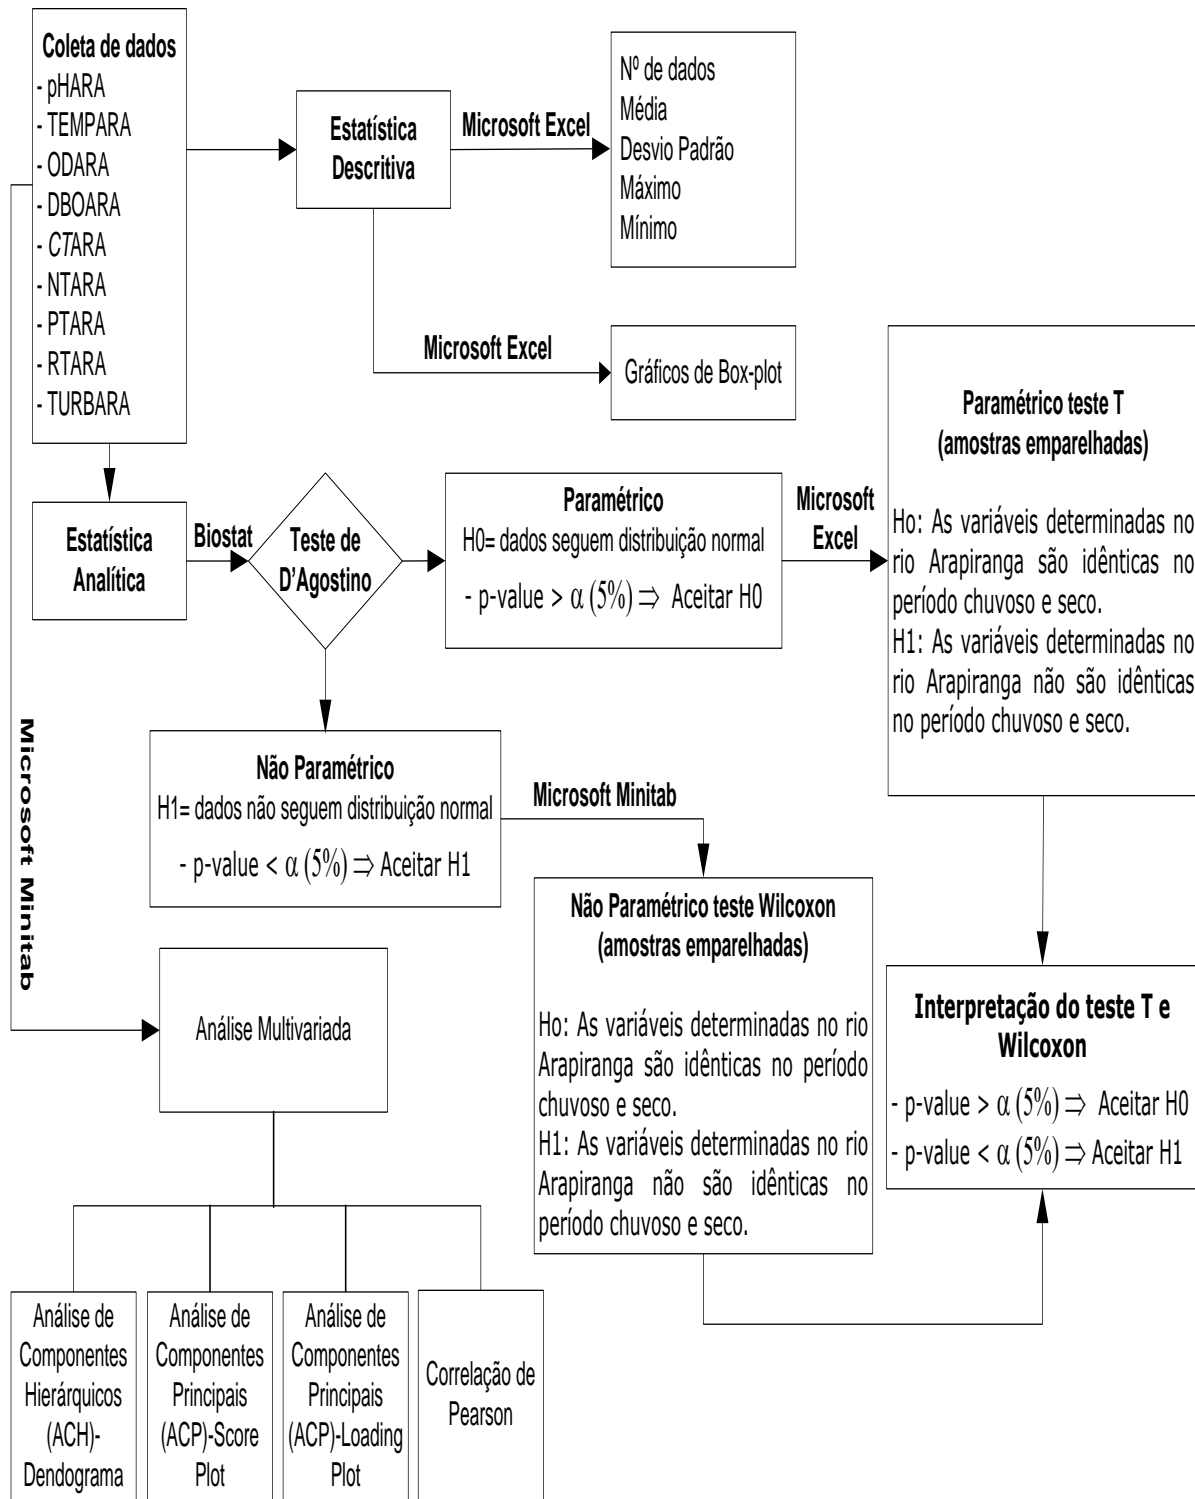 Coleta de dados
- pHARA
- TEMPARA
- ODARA
- DBOARA
- CTARA
- NTARA
- PTARA
- RTARA
- TURBARA
Estatística
Descritiva
Microsoft Excel
Nº de dados
Média
Desvio Padrão
Máximo
Mínimo
Microsoft Excel
Gráficos de Box-plot
Estatística
Analítica
Biostat
Teste de
D'Agostino
Paramétrico
H0= dados seguem distribuição normal
- p-value > α (5%) ⇒ Aceitar H0
Microsoft
Excel
Paramétrico teste T
(amostras emparelhadas)
Ho: As variáveis determinadas no
rio Arapiranga são idênticas no
período chuvoso e seco.
H1: As variáveis determinadas no
rio Arapiranga não são idênticas
no período chuvoso e seco.
Não Paramétrico
H1= dados não seguem distribuição normal
- p-value < α (5%) ⇒ Aceitar H1
Microsoft Minitab
Não Paramétrico teste Wilcoxon
(amostras emparelhadas)
Ho: As variáveis determinadas no rio
Arapiranga são idênticas no período
chuvoso e seco.
H1: As variáveis determinadas no rio
Arapiranga não são idênticas no
período chuvoso e seco.
Interpretação do teste T e
Wilcoxon
- p-value > α (5%) ⇒ Aceitar H0
- p-value < α (5%) ⇒ Aceitar H1
Microsoft Minitab
Análise Multivariada
Análise de
Componentes
Hierárquicos
(ACH)-
Dendograma
Análise de
Componentes
Principais
(ACP)-Score
Plot
Análise de
Componentes
Principais
(ACP)-Loading
Plot
Correlação de
Pearson